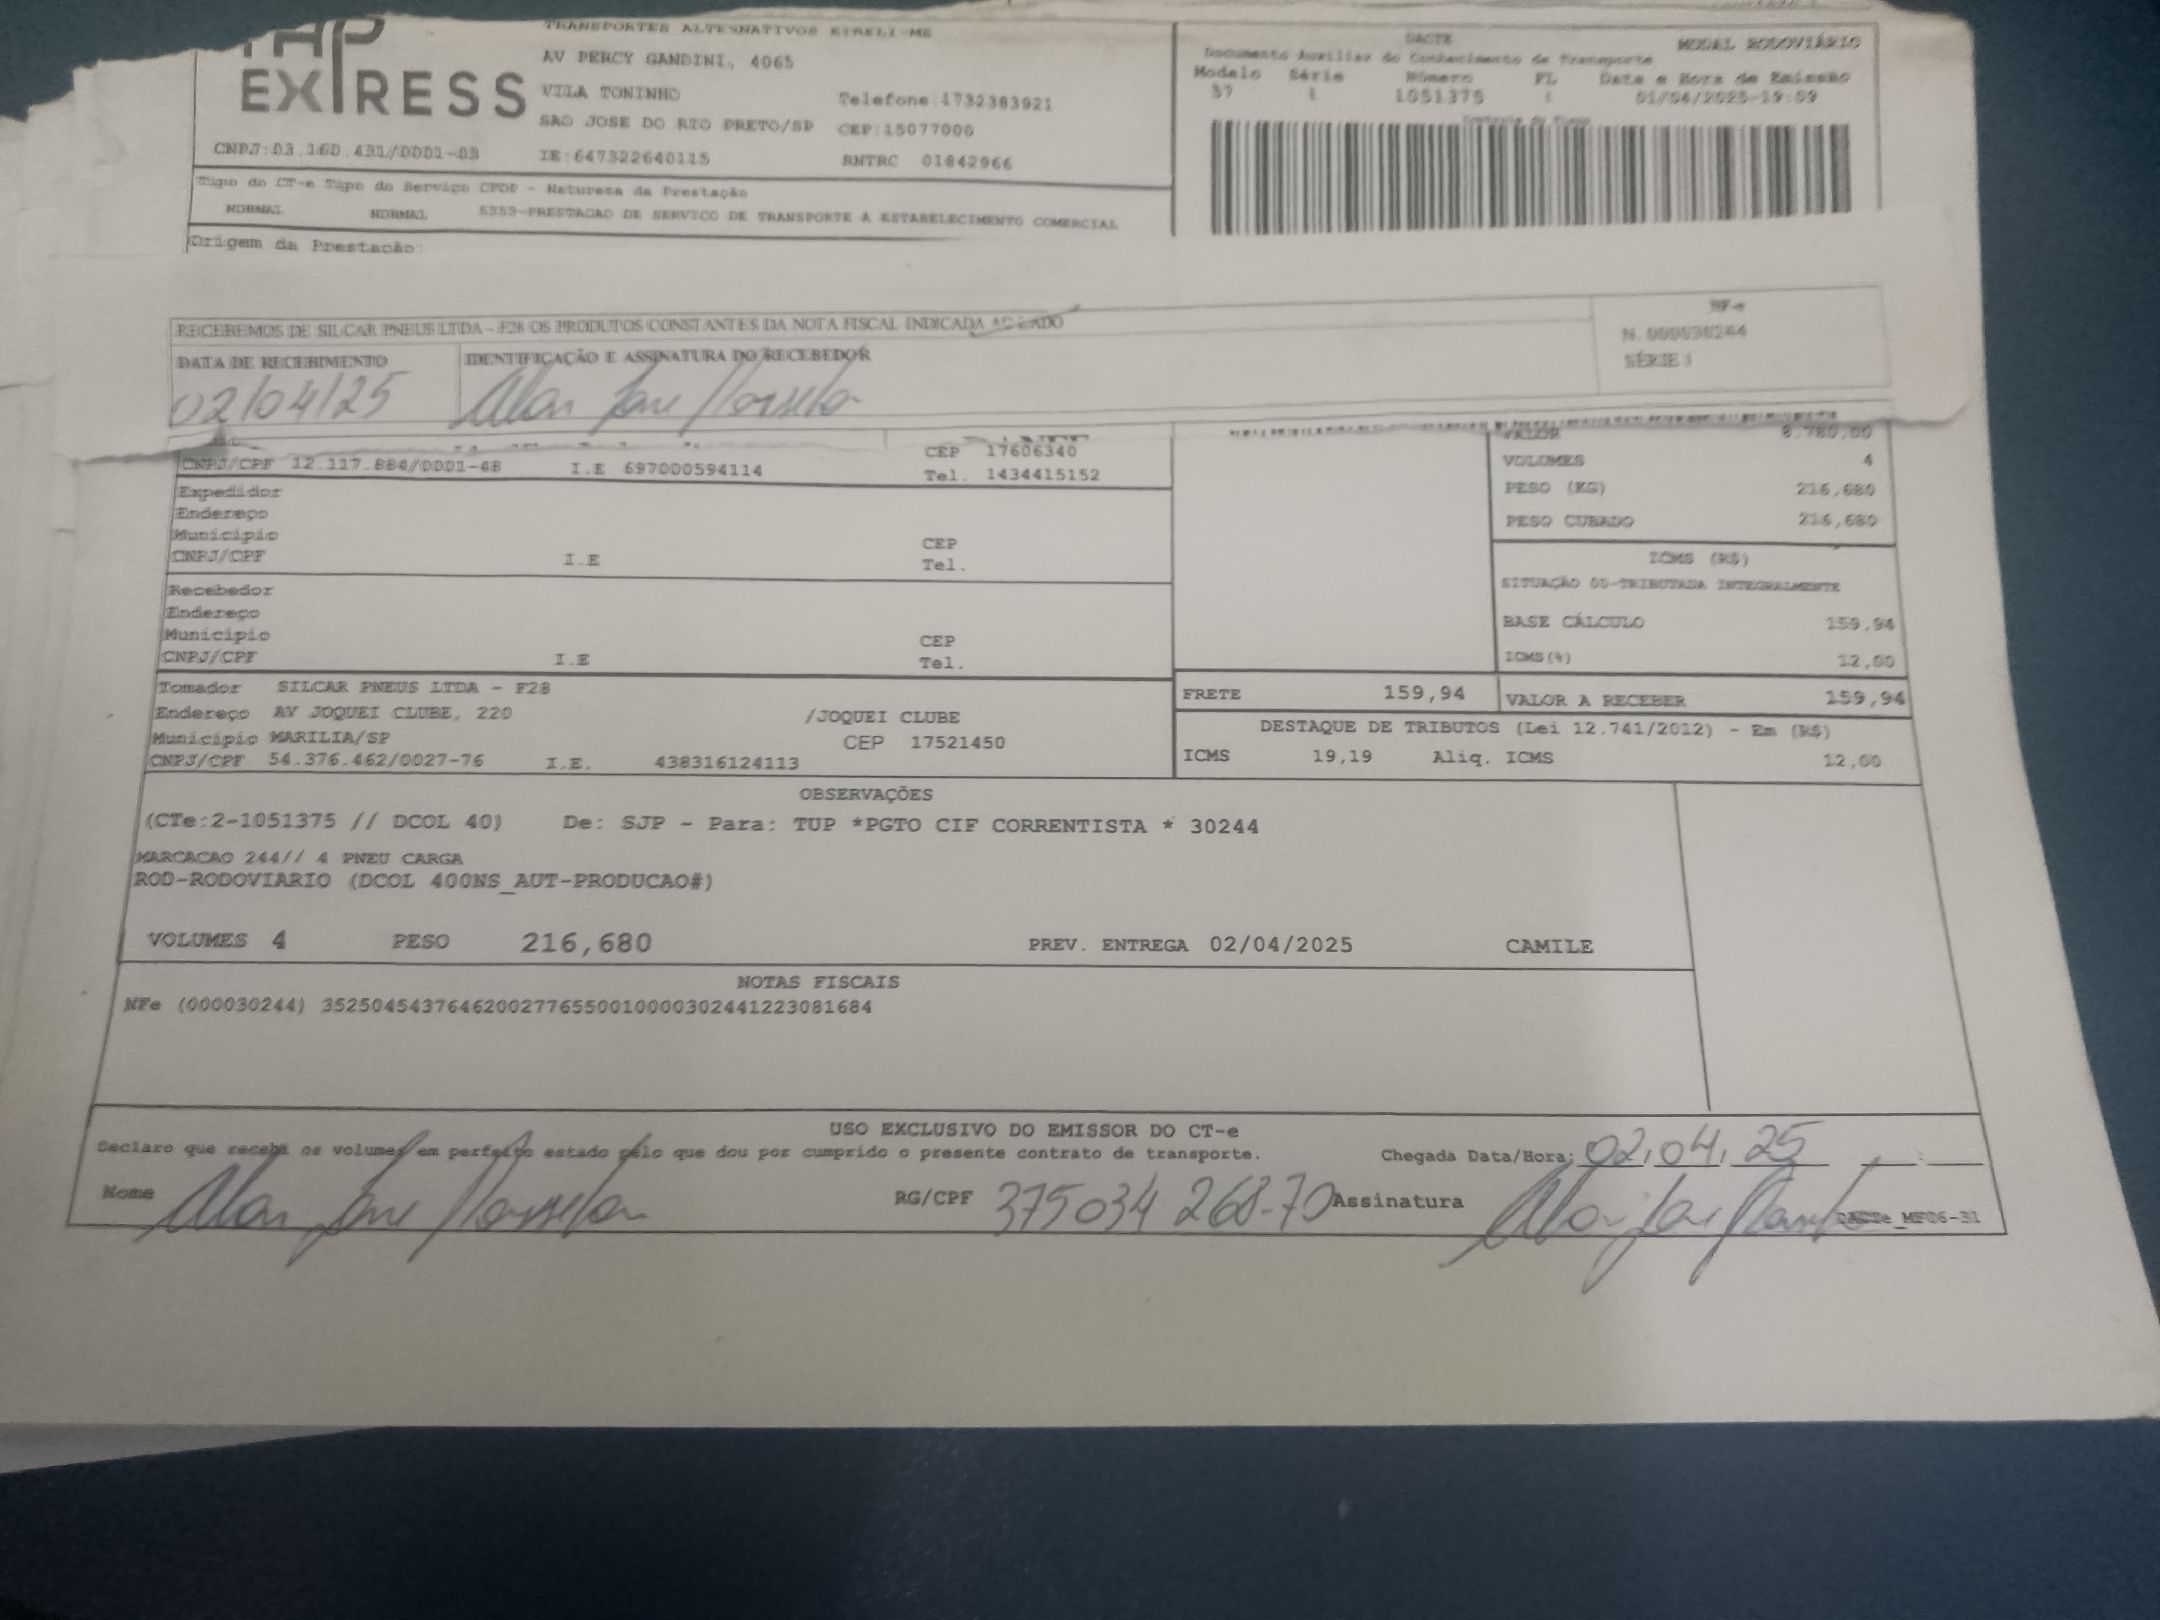 EXPRESS
TRANSPORTES ALTERNATIVOS EIRELI-ME
AV PERCY GANDINI, 4065
VILA TONINHO
Telefone:1732383921
SAO JOSE DO RIO PRETO/SP CEP:15077000
CNPJ:03.160.431/0001-03
IE:647322640115
RNTRC 01842966
DACTE
MODAL RODOVIÁRIO
Documento Auxiliar do Conhecimento de Transporte
Modelo Série Número FL Data e Hora de Emissão
57 1 1051375 1 01/04/2025-19:09
Tipo do CT-e Tipo do Serviço CFOP - Natureza da Prestação
NORMAL NORMAL 5353-PRESTACAO DE SERVICO DE TRANSPORTE A ESTABELECIMENTO COMERCIAL
Origem da Prestação:
RECEBEMOS DE SILCAR PNEUS LTDA - F28 OS PRODUTOS CONSTANTES DA NOTA FISCAL INDICADA AO LADO
NF-e
N. 000030244
SÉRIE 1
DATA DE RECEBIMENTO
IDENTIFICAÇÃO E ASSINATURA DO RECEBEDOR
02/04/25
CEP 17606340
CNPJ/CPF 12.117.884/0001-48 I.E 697000594114 Tel. 1434415152
Expedidor
Endereço
Município CEP
CNPJ/CPF I.E Tel.
Recebedor
Endereço
Município CEP
CNPJ/CPF I.E Tel.
VALOR 8.780,00
VOLUMES 4
PESO (KG) 216,680
PESO CUBADO 216,680
ICMS (R$)
SITUAÇÃO 00-TRIBUTADA INTEGRALMENTE
BASE CÁLCULO 159,94
ICMS(%) 12,00
Tomador SILCAR PNEUS LTDA - F28
Endereço AV JOQUEI CLUBE, 220 /JOQUEI CLUBE
Município MARILIA/SP CEP 17521450
CNPJ/CPF 54.376.462/0027-76 I.E. 438316124113
FRETE 159,94 VALOR A RECEBER 159,94
DESTAQUE DE TRIBUTOS (Lei 12.741/2012) - Em (R$)
ICMS 19,19 Aliq. ICMS 12,00
OBSERVAÇÕES
(CTe:2-1051375 // DCOL 40) De: SJP - Para: TUP *PGTO CIF CORRENTISTA * 30244
MARCACAO 244// 4 PNEU CARGA
ROD-RODOVIARIO (DCOL 400NS_AUT-PRODUCAO#)
VOLUMES 4 PESO 216,680 PREV. ENTREGA 02/04/2025 CAMILE
NOTAS FISCAIS
NFe (000030244) 35250454376462002776550010000302441223081684
USO EXCLUSIVO DO EMISSOR DO CT-e
Declaro que recebi os volumes em perfeito estado pelo que dou por cumprido o presente contrato de transporte.
Chegada Data/Hora: 02.04.25
Nome
RG/CPF 375034268-70
Assinatura
DACTe_MF06-31